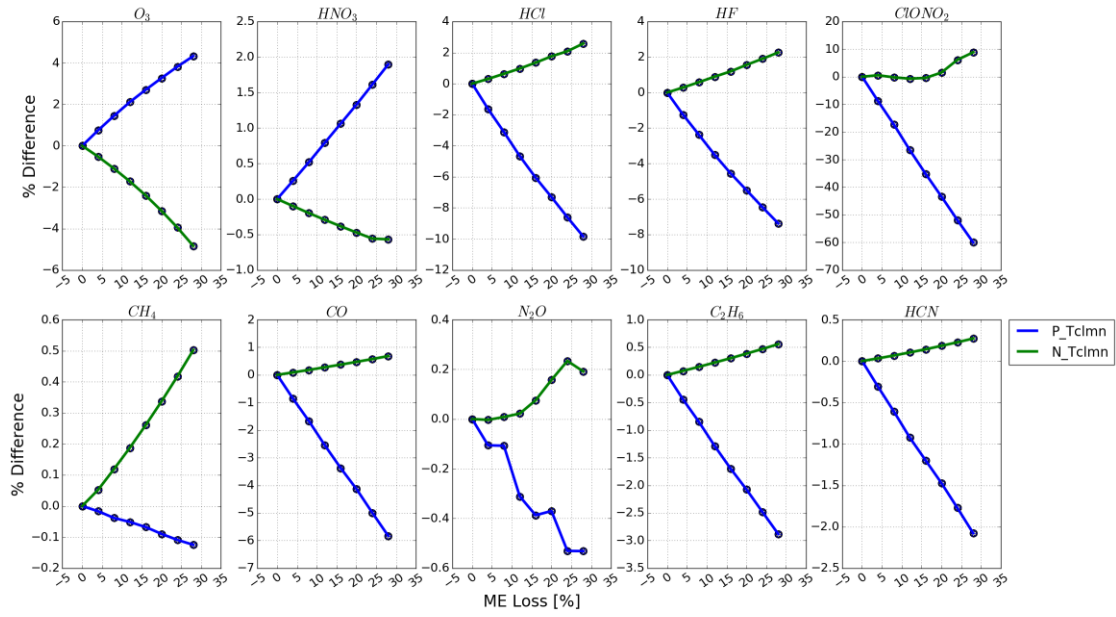 O₃ HNO₃ HCl HF ClONO₂
6 2.5 4 4 20
4 2.0 2 2 10
2 1.5 0 0 0
0 1.0 −2 −2 −10
−2 0.5 −4 −4 −20
−4 0.0 −6 −6 −30
−6 −0.5 −8 −8 −40
−1.0 −10 −10 −50
−12 −60
−70
% Difference
−5 0 5 10 15 20 25 30 35 −5 0 5 10 15 20 25 30 35 −5 0 5 10 15 20 25 30 35 −5 0 5 10 15 20 25 30 35 −5 0 5 10 15 20 25 30 35
CH₄ CO N₂O C₂H₆ HCN
0.6 2 0.4 1.0 0.5
0.5 1 0.2 0.5 0.0
0.4 0 0.0 0.0 −0.5
0.3 −1 −0.2 −0.5 −1.0
0.2 −2 −0.4 −1.0 −1.5
0.1 −3 −0.6 −1.5 −2.0
0.0 −4 −2.0 −2.5
−0.1 −5 −2.5
−0.2 −6 −3.0
−7 −3.5
% Difference
P_Tclmn
N_Tclmn
−5 0 5 10 15 20 25 30 35 −5 0 5 10 15 20 25 30 35 −5 0 5 10 15 20 25 30 35 −5 0 5 10 15 20 25 30 35 −5 0 5 10 15 20 25 30 35
ME Loss [%]